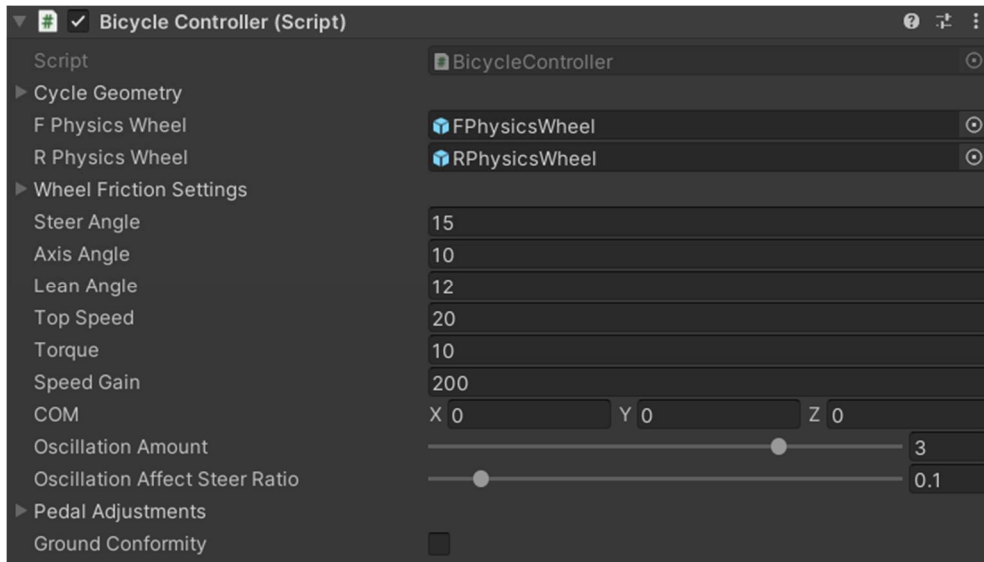 Bicycle Controller (Script)
Script BicycleController
Cycle Geometry
F Physics Wheel FPhysicsWheel
R Physics Wheel RPhysicsWheel
Wheel Friction Settings
Steer Angle 15
Axis Angle 10
Lean Angle 12
Top Speed 20
Torque 10
Speed Gain 200
COM X 0 Y 0 Z 0
Oscillation Amount 3
Oscillation Affect Steer Ratio 0.1
Pedal Adjustments
Ground Conformity